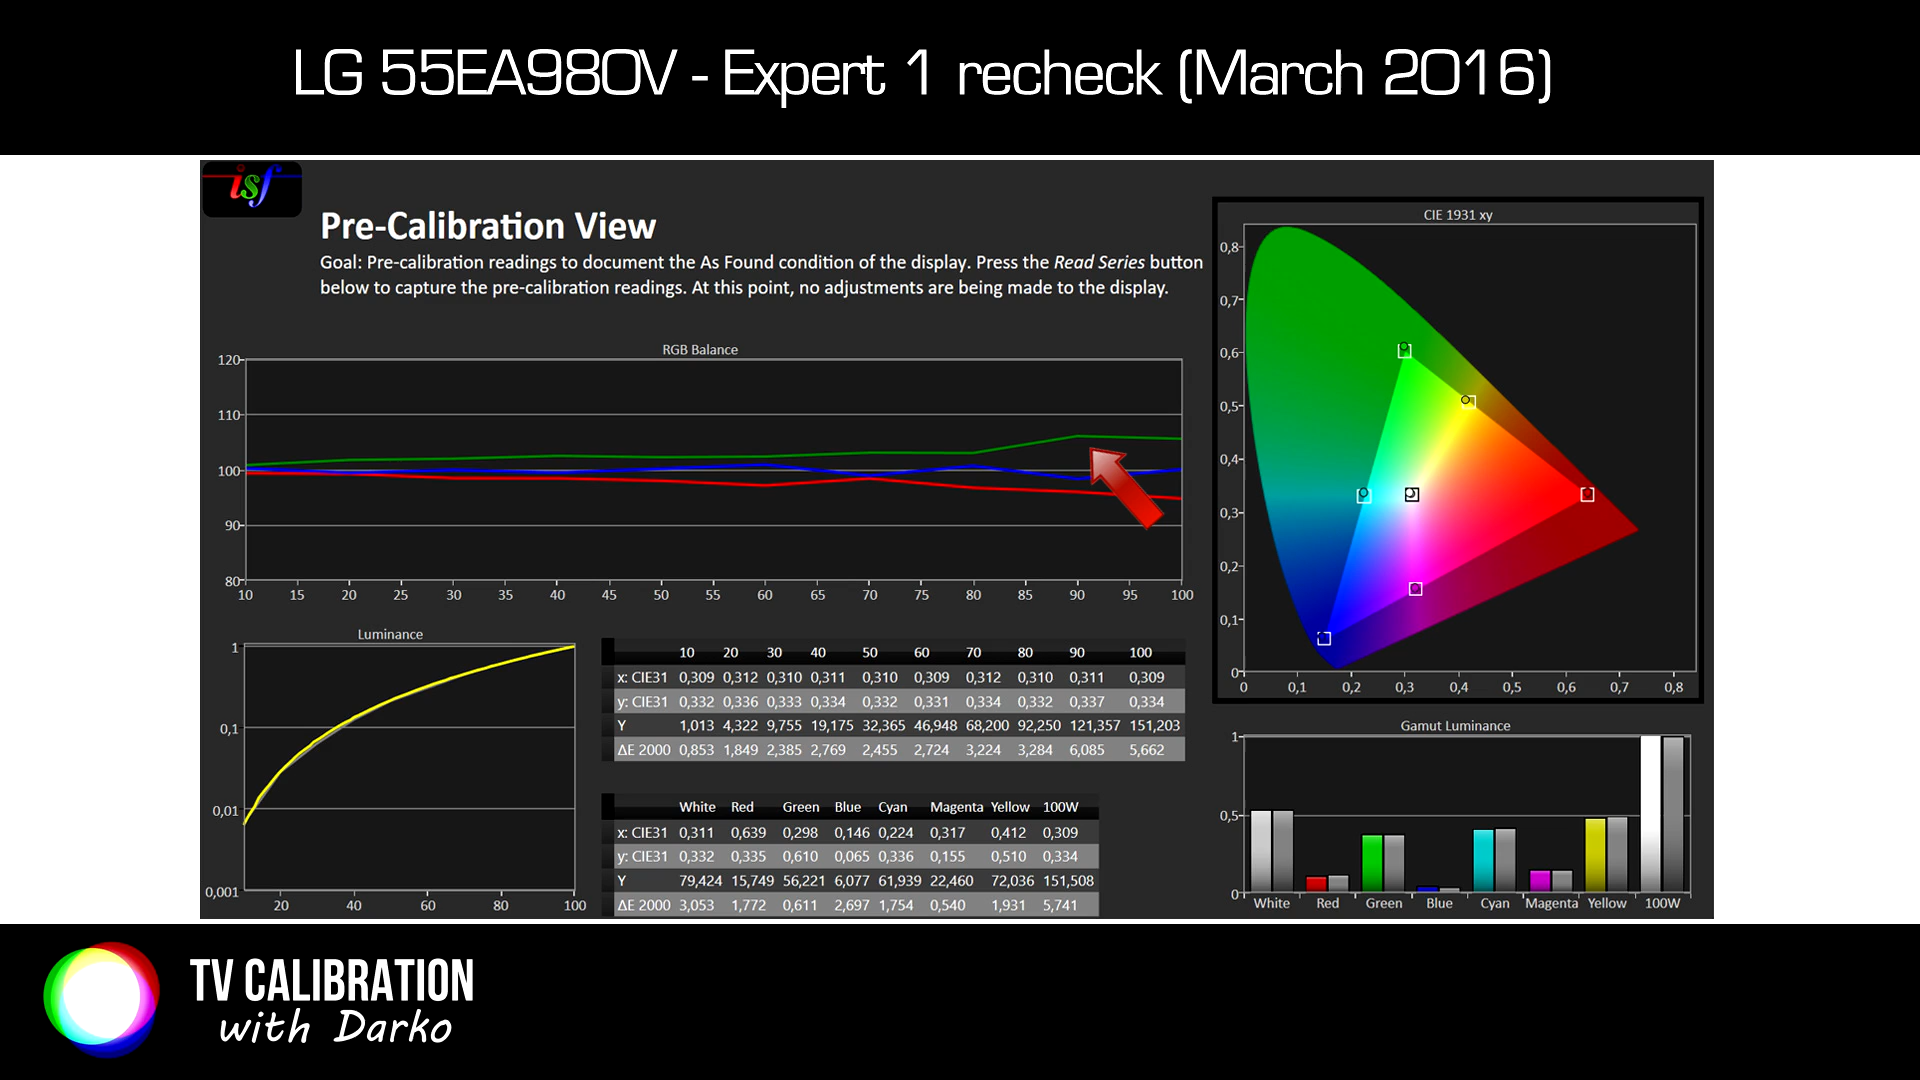 LG 55EA980V - Expert 1 recheck (March 2016)
isf
Pre-Calibration View
Goal: Pre-calibration readings to document the As Found condition of the display. Press the Read Series button
below to capture the pre-calibration readings. At this point, no adjustments are being made to the display.
RGB Balance
120
110
100
90
80
10 15 20 25 30 35 40 45 50 55 60 65 70 75 80 85 90 95 100
Luminance
1
0,1
0,01
0,001
20 40 60 80 100
10 20 30 40 50 60 70 80 90 100
x: CIE31 0,309 0,312 0,310 0,311 0,310 0,309 0,312 0,310 0,311 0,309
y: CIE31 0,332 0,336 0,333 0,334 0,332 0,331 0,334 0,332 0,337 0,334
Y 1,013 4,322 9,755 19,175 32,365 46,948 68,200 92,250 121,357 151,203
ΔE 2000 0,853 1,849 2,385 2,769 2,455 2,724 3,224 3,284 6,085 5,662
White Red Green Blue Cyan Magenta Yellow 100W
x: CIE31 0,311 0,639 0,298 0,146 0,224 0,317 0,412 0,309
y: CIE31 0,332 0,335 0,610 0,065 0,336 0,155 0,510 0,334
Y 79,424 15,749 56,221 6,077 61,939 22,460 72,036 151,508
ΔE 2000 3,053 1,772 0,611 2,697 1,754 0,540 1,931 5,741
CIE 1931 xy
0,8
0,7
0,6
0,5
0,4
0,3
0,2
0,1
0
0 0,1 0,2 0,3 0,4 0,5 0,6 0,7 0,8
Gamut Luminance
1
0,5
0
White Red Green Blue Cyan Magenta Yellow 100W
TV CALIBRATION
with Darko